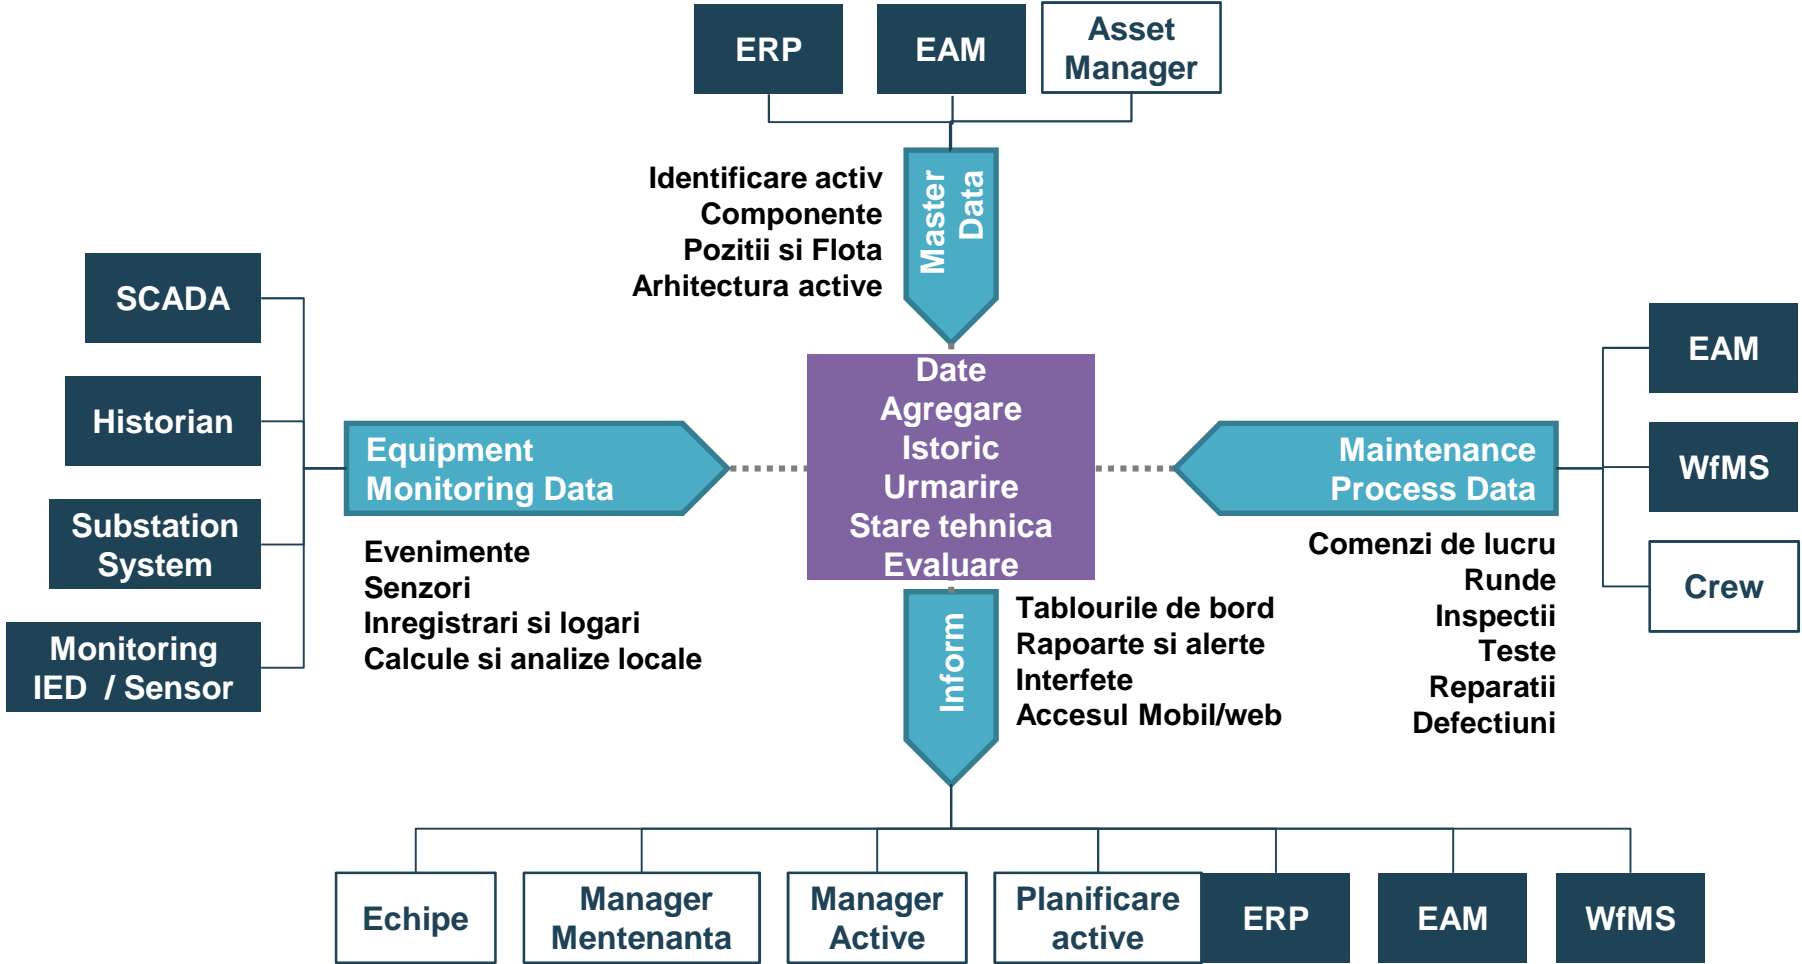 ERP
EAM
Asset
Manager
Master
Data
Identificare activ
Componente
Pozitii si Flota
Arhitectura active
SCADA
Historian
Substation
System
Monitoring
IED / Sensor
Equipment
Monitoring Data
Evenimente
Senzori
Inregistrari si logari
Calcule si analize locale
Date
Agregare
Istoric
Urmarire
Stare tehnica
Evaluare
Maintenance
Process Data
Comenzi de lucru
Runde
Inspectii
Teste
Reparatii
Defectiuni
EAM
WfMS
Crew
Inform
Tablourile de bord
Rapoarte si alerte
Interfete
Accesul Mobil/web
Echipe
Manager
Mentenanta
Manager
Active
Planificare
active
ERP
EAM
WfMS